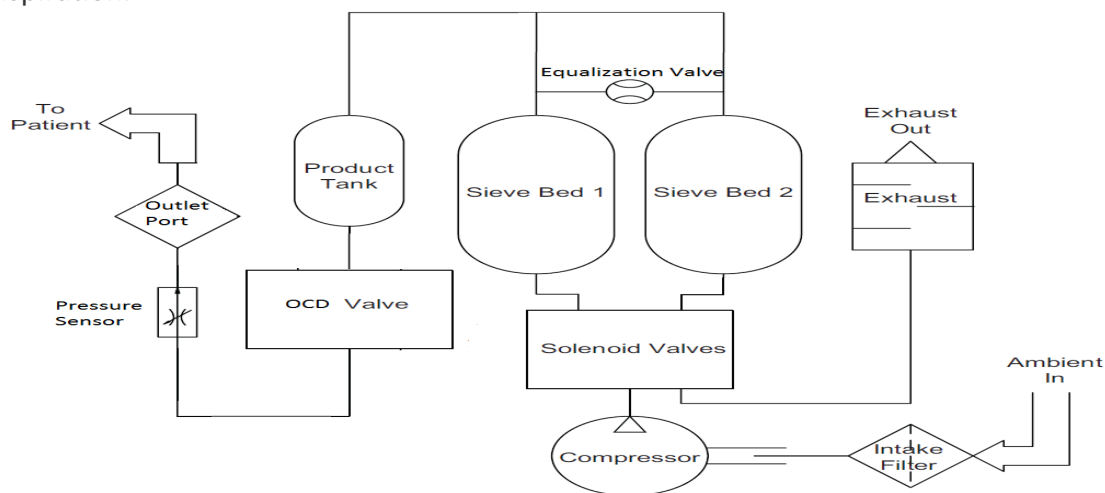 Equalization Valve
To
Patient
Exhaust
Out
Product
Tank
Sieve Bed 1
Sieve Bed 2
Exhaust
Outlet
Port
Pressure
Sensor
OCD Valve
Solenoid Valves
Ambient
In
Compressor
Intake
Filter